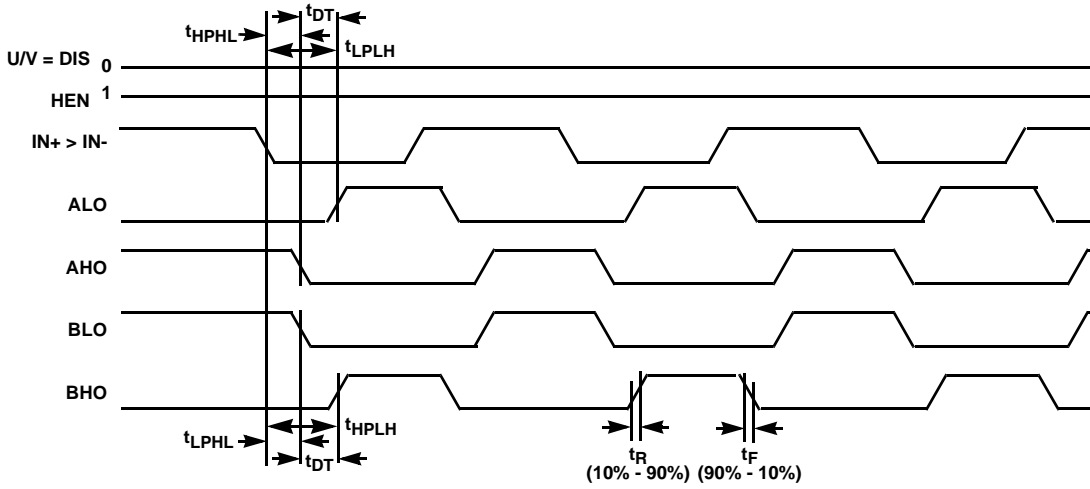 tDT
tHPHL
tLPLH
U/V = DIS 0
HEN 1
IN+ > IN-
ALO
AHO
BLO
BHO
tHPLH
tLPHL
tDT
tR
(10% - 90%)
tF
(90% - 10%)